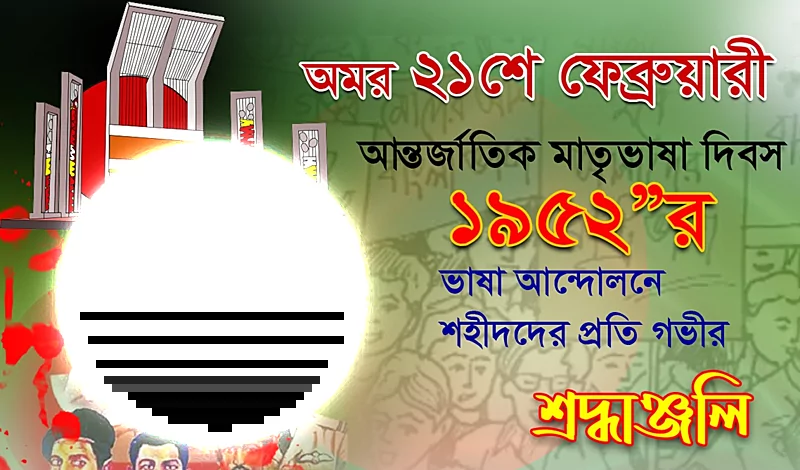 অমর ২১শে ফেব্রুয়ারী
আন্তর্জাতিক মাতৃভাষা দিবস
১৯৫২”র
ভাষা আন্দোলনে
শহীদদের প্রতি গভীর
শ্রদ্ধাঞ্জলি